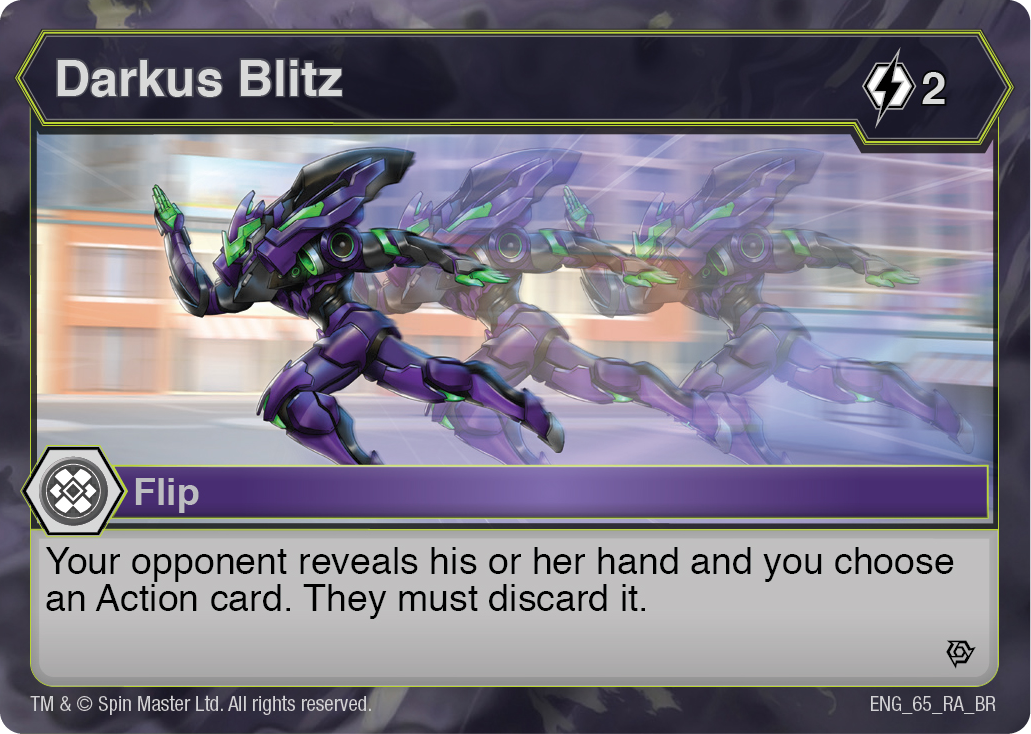 Darkus Blitz
2
Flip
Your opponent reveals his or her hand and you choose
an Action card. They must discard it.
TM & © Spin Master Ltd. All rights reserved.
ENG_65_RA_BR